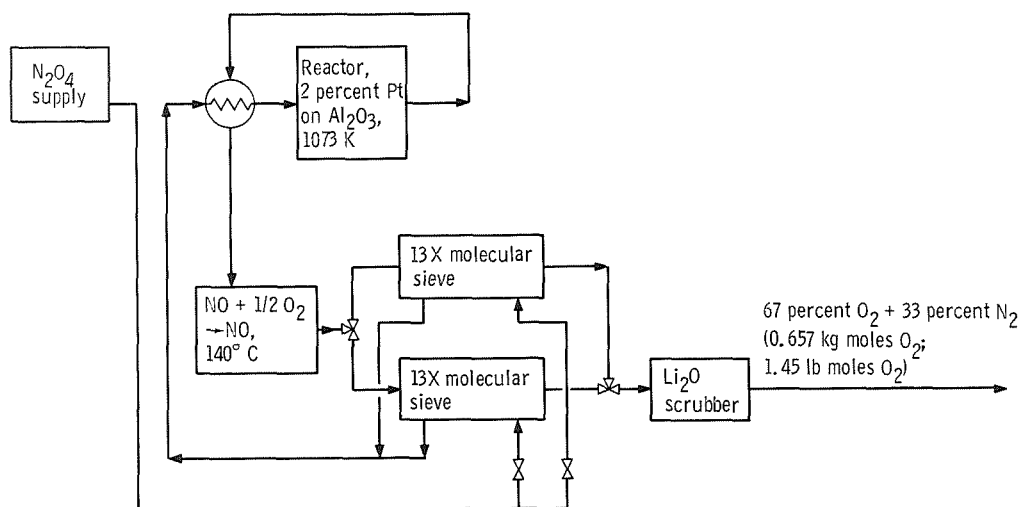 N2O4
supply
Reactor,
2 percent Pt
on Al2O3,
1073 K
NO + 1/2 O2
→NO,
140° C
13X molecular
sieve
13X molecular
sieve
Li2O
scrubber
67 percent O2 + 33 percent N2
(0.657 kg moles O2;
1.45 lb moles O2)